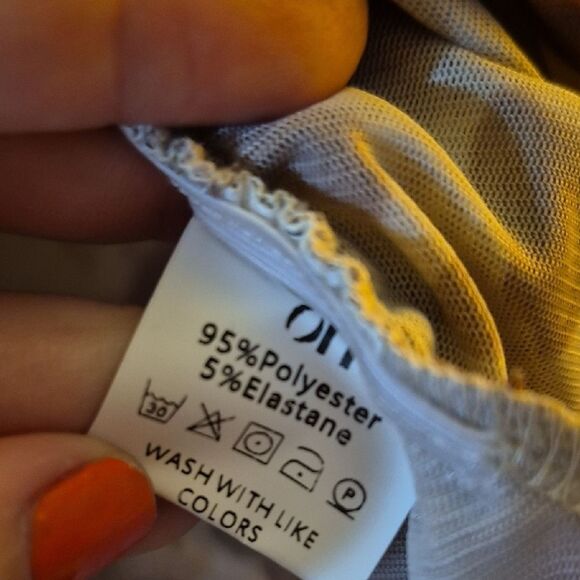 95%Polyester
5%Elastane
30
P
WASH WITH LIKE
COLORS